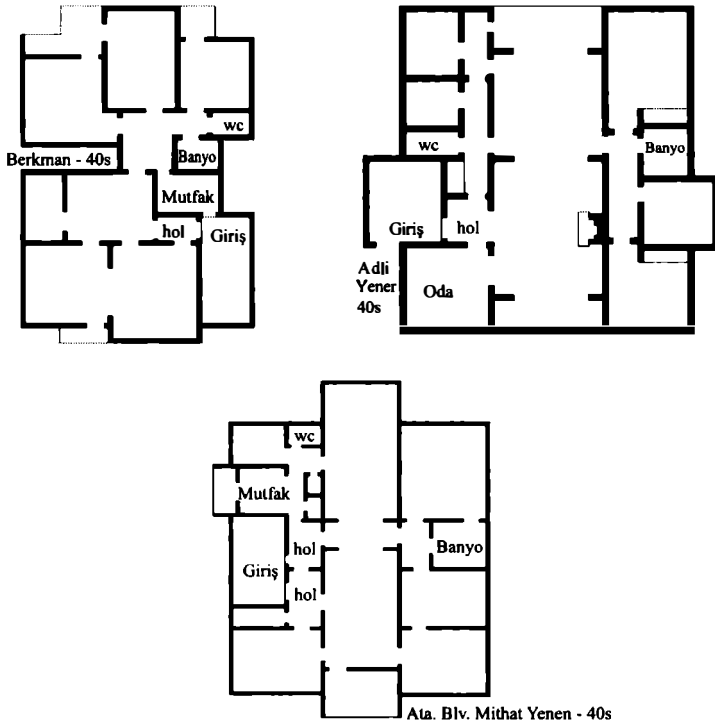 wc
Berkman - 40s
Banyo
Mutfak
hol
Giriş
wc
Banyo
Giriş
hol
Adli
Yener
40s
Oda
wc
Mutfak
hol
Banyo
Giriş
hol
Ata. Blv. Mithat Yenen - 40s